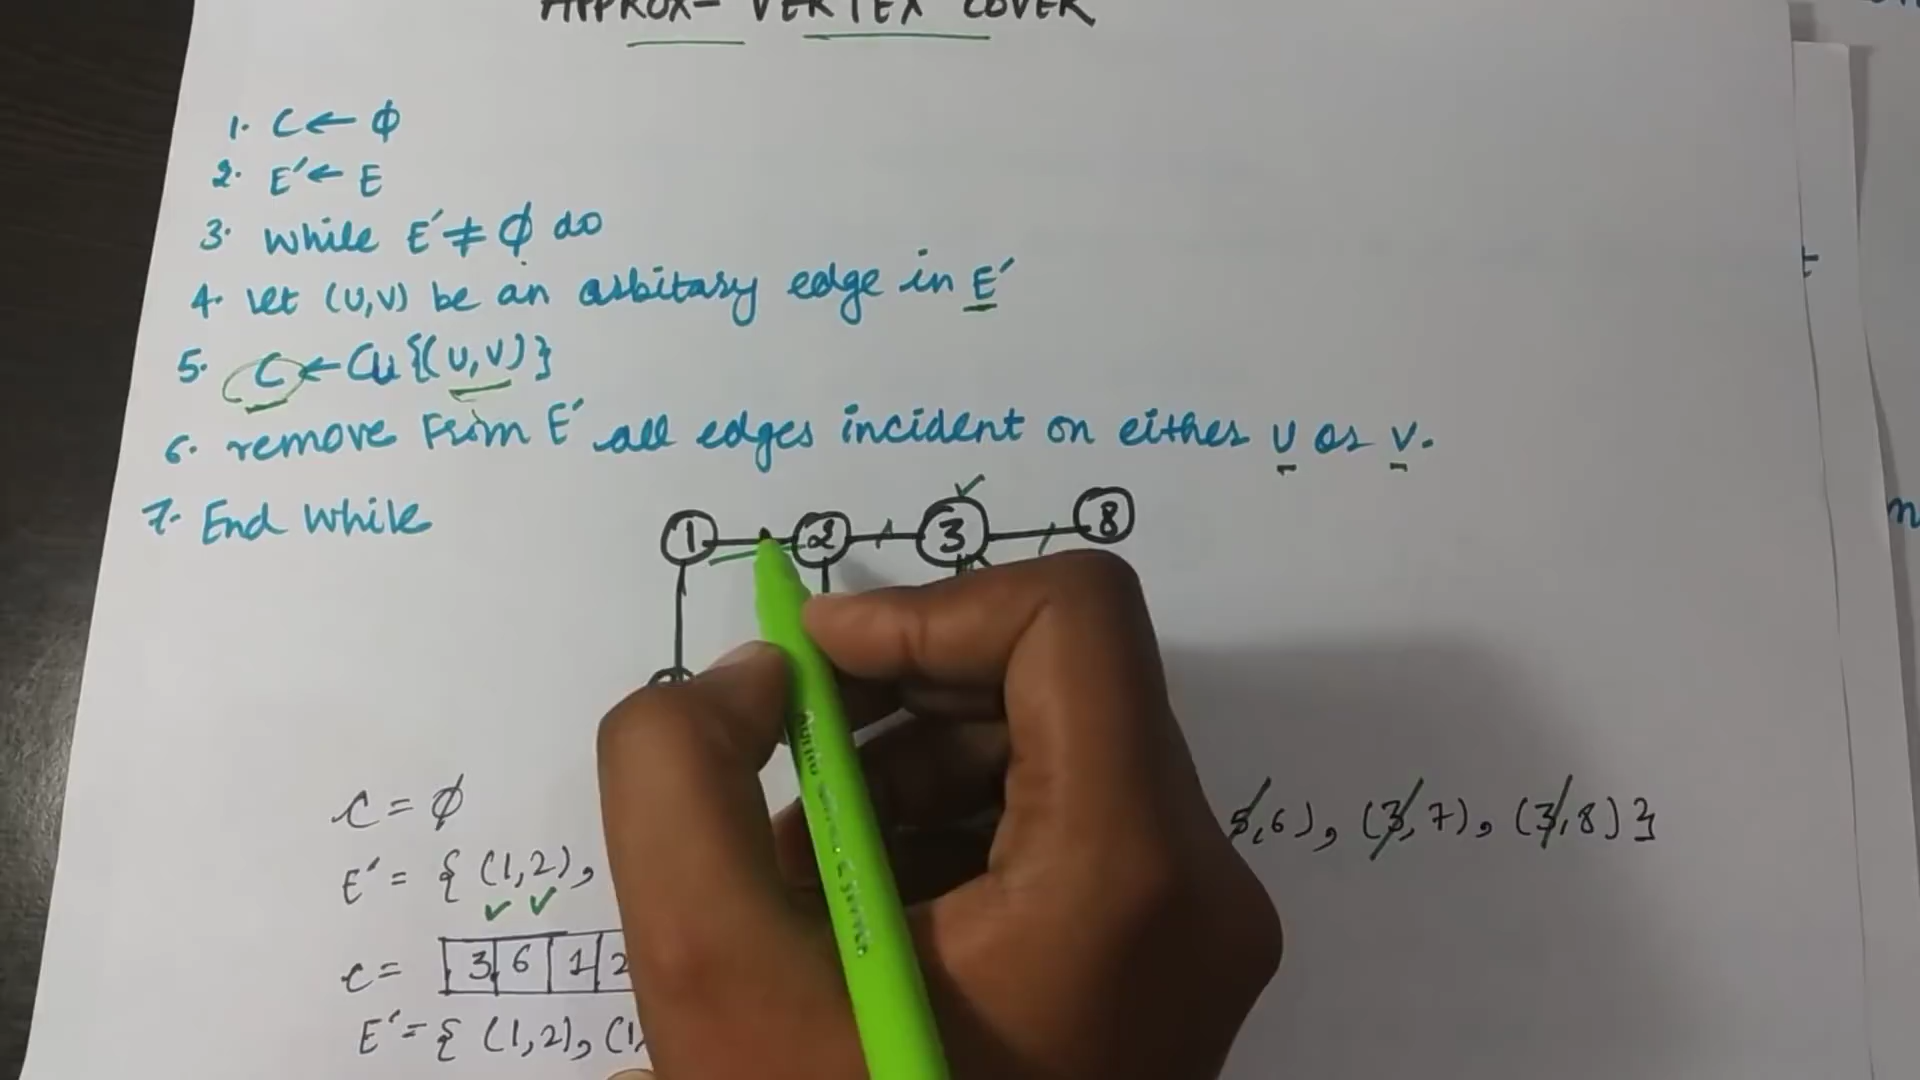 APPROX- VERTEX COVER
1. C ← ϕ
2. E′ ← E
3. While E′ ≠ ϕ do
4. Let (U,V) be an arbitary edge in E′
5. C ← C∪ {(U,V)}
6. remove From E′ all edges incident on either U or V.
7. End While
1 2 3 8
C = ϕ
E′ = { (1,2), 5,6), (3,7), (3,8) }
C = 3 6 1 2
E′ = { (1,2), (1,